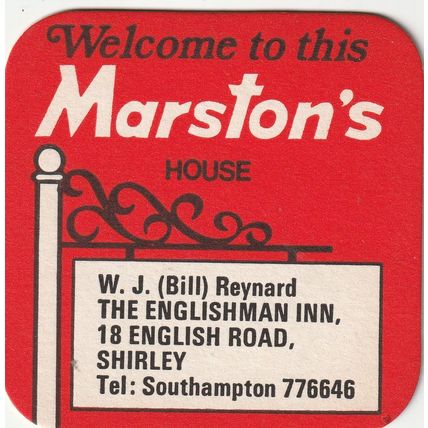 Welcome to this
Marston's
HOUSE
W. J. (Bill) Reynard
THE ENGLISHMAN INN,
18 ENGLISH ROAD,
SHIRLEY
Tel: Southampton 776646